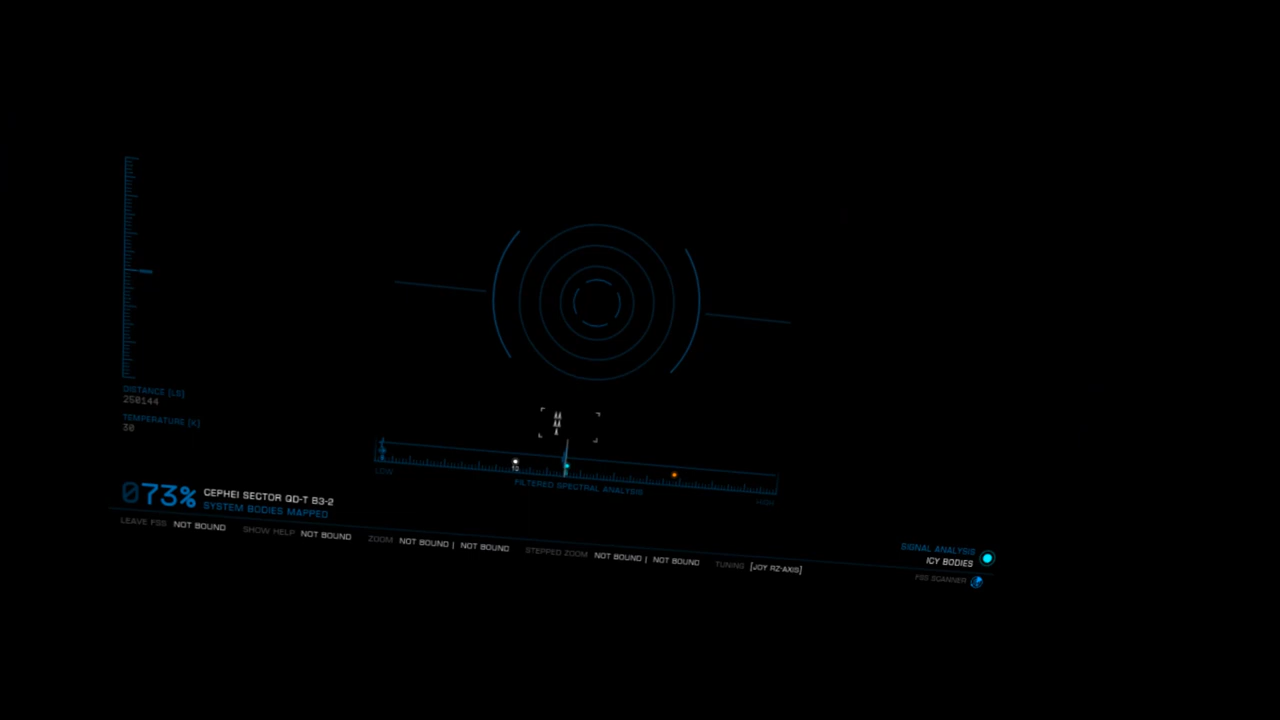 DISTANCE [LS]
250144
TEMPERATURE [K]
30
LOW
FILTERED SPECTRAL ANALYSIS
HIGH
073% CEPHEI SECTOR QD-T B3-2
SYSTEM BODIES MAPPED
LEAVE FSS NOT BOUND SHOW HELP NOT BOUND ZOOM NOT BOUND | NOT BOUND STEPPED ZOOM NOT BOUND | NOT BOUND TUNING [JOY RZ-AXIS]
SIGNAL ANALYSIS
ICY BODIES
FSS SCANNER